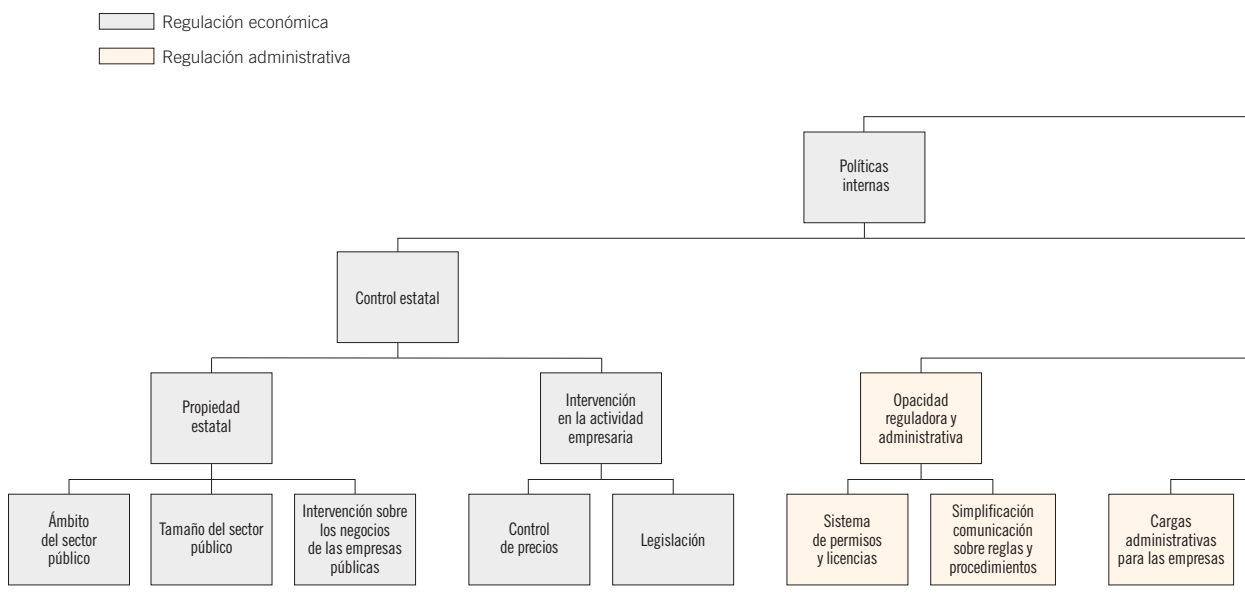 Regulación económica
Regulación administrativa
Políticas
internas
Control estatal
Propiedad
estatal
Intervención
en la actividad
empresaria
Opacidad
reguladora y
administrativa
Ámbito
del sector
público
Tamaño del sector
público
Intervención sobre
los negocios
de las empresas
públicas
Control
de precios
Legislación
Sistema
de permisos
y licencias
Simplificación
comunicación
sobre reglas y
procedimientos
Cargas
administrativas
para las empresas